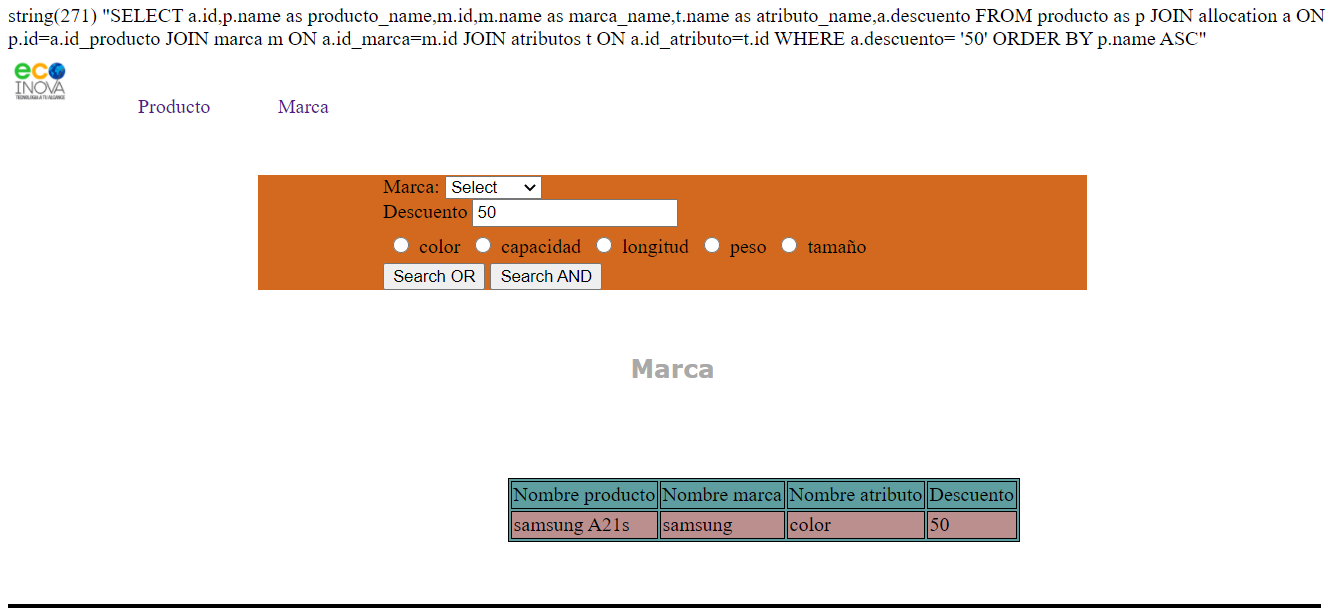 string(271) "SELECT a.id,p.name as producto_name,m.id,m.name as marca_name,t.name as atributo_name,a.descuento FROM producto as p JOIN allocation a ON
p.id=a.id_producto JOIN marca m ON a.id_marca=m.id JOIN atributos t ON a.id_atributo=t.id WHERE a.descuento= '50' ORDER BY p.name ASC"
eco
INOVA
TECNOLOGIA A TU ALCANCE
Producto Marca
Marca: Select
Descuento 50
color capacidad longitud peso tamaño
Search OR Search AND
Marca
Nombre producto Nombre marca Nombre atributo Descuento
samsung A21s samsung color 50